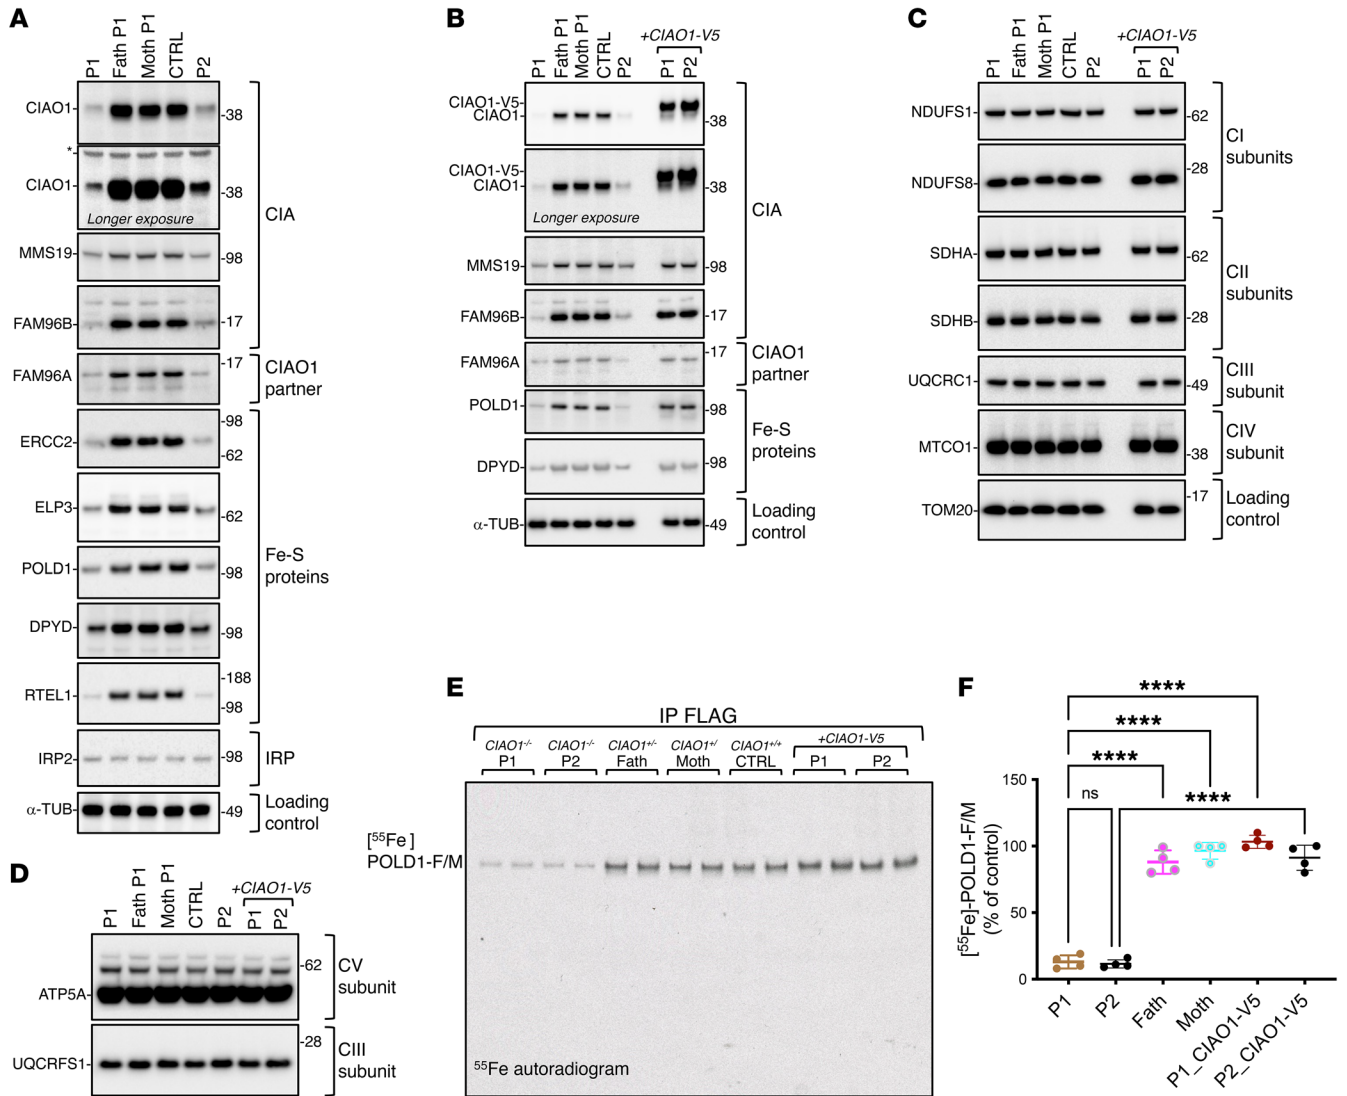 A
P1
Fath P1
Moth P1
CTRL
P2
CIAO1-
-38
*
CIAO1-
-38
Longer exposure
MMS19-
-98
FAM96B-
-17
CIA
FAM96A-
-17
CIAO1
partner
ERCC2-
-98
-62
ELP3-
-62
POLD1-
-98
DPYD-
-98
RTEL1-
-188
-98
Fe-S
proteins
IRP2-
-98
IRP
α-TUB-
-49
Loading
control
B
P1
Fath P1
Moth P1
CTRL
P2
+CIAO1-V5
P1
P2
CIAO1-V5-
CIAO1-
-38
CIAO1-V5-
CIAO1-
-38
Longer exposure
MMS19-
-98
FAM96B-
-17
CIA
FAM96A-
-17
CIAO1
partner
POLD1-
-98
DPYD-
-98
Fe-S
proteins
α-TUB-
-49
Loading
control
C
P1
Fath P1
Moth P1
CTRL
P2
+CIAO1-V5
P1
P2
NDUFS1-
-62
NDUFS8-
-28
CI
subunits
SDHA-
-62
SDHB-
-28
CII
subunits
UQCRC1-
-49
CIII
subunit
MTCO1-
-38
CIV
subunit
TOM20-
-17
Loading
control
D
P1
Fath P1
Moth P1
CTRL
P2
+CIAO1-V5
P1
P2
-62
ATP5A-
CV
subunit
-28
UQCRFS1-
CIII
subunit
E
IP FLAG
CIAO1-/-
P1
CIAO1-/-
P2
CIAO1+/-
Fath
CIAO1+/
Moth
CIAO1+/+
CTRL
+CIAO1-V5
P1
P2
[55Fe]
POLD1-F/M
55Fe autoradiogram
F
****
****
****
ns
****
[55Fe]-POLD1-F/M
(% of control)
150
100
50
0
P1
P2
Fath
Moth
P1_CIAO1-V5
P2_CIAO1-V5